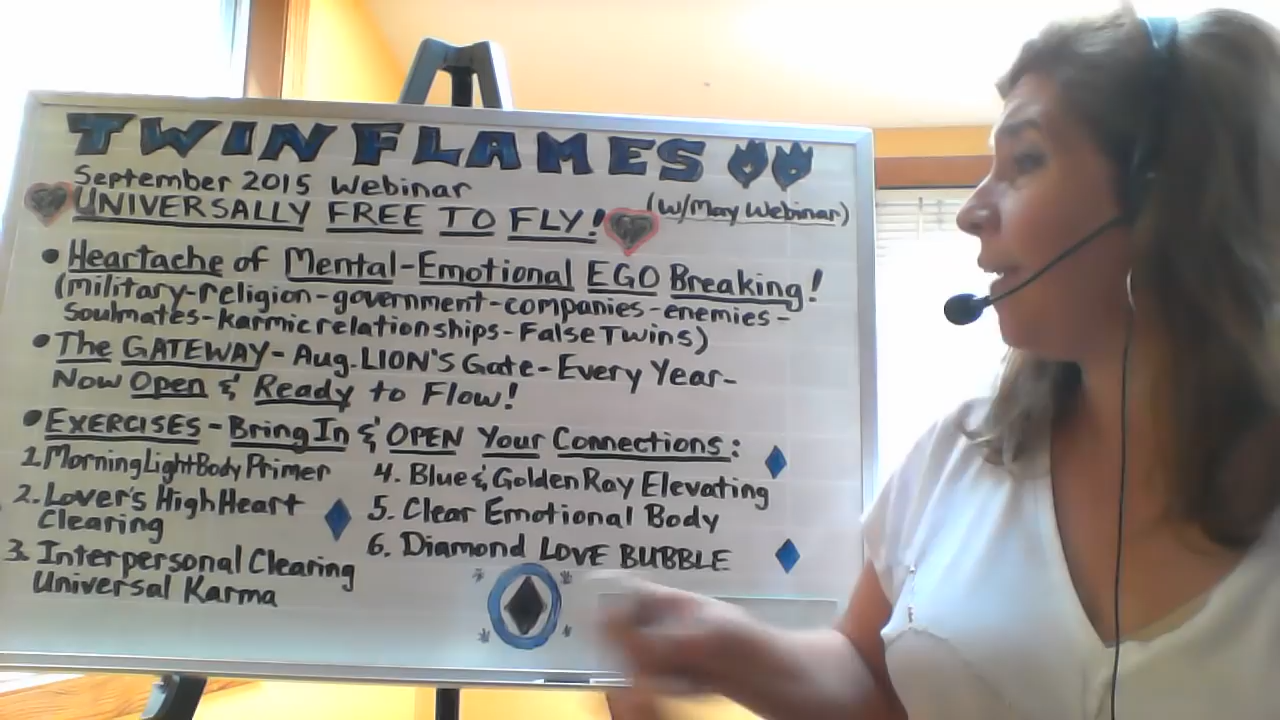 TWIN FLAMES
September 2015 Webinar
(w/May Webinar)
UNIVERSALLY FREE TO FLY!
• Heartache of Mental-Emotional EGO Breaking!
(military-religion-government-companies-enemies-
Soulmates-karmic relationships-False Twins)
• The GATEWAY-Aug. LION'S Gate-Every Year-
Now Open & Ready to Flow!
• EXERCISES-Bring In & OPEN Your Connections:
1. Morning Light Body Primer
2. Lover's High Heart
Clearing
3. Interpersonal Clearing
Universal Karma
4. Blue & Golden Ray Elevating
5. Clear Emotional Body
6. Diamond LOVE BUBBLE